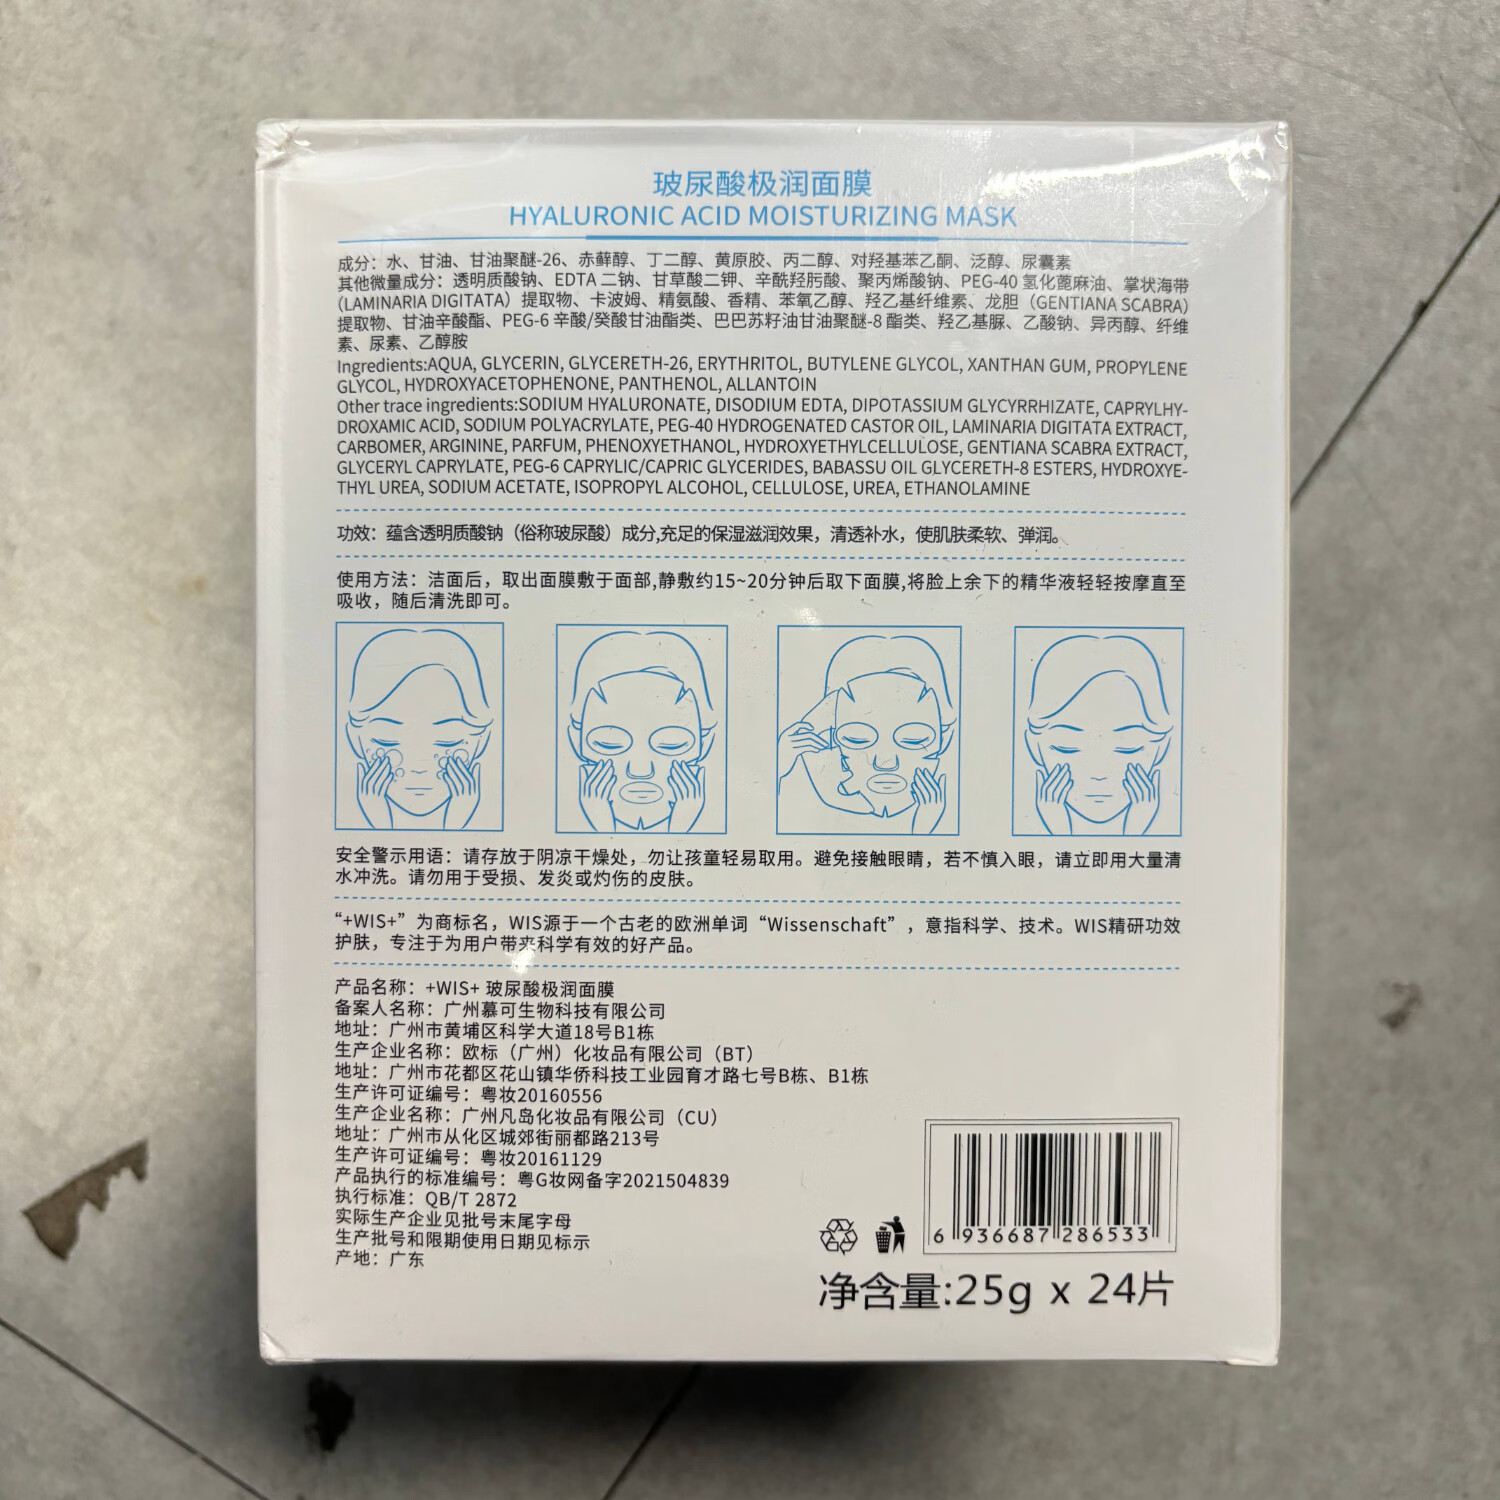 玻尿酸极润面膜
HYALURONIC ACID MOISTURIZING MASK
成分：水、甘油、甘油聚醚-26、赤藓醇、丁二醇、黄原胶、丙二醇、对羟基苯乙酮、泛醇、尿囊素
其他微量成分：透明质酸钠、EDTA 二钠、甘草酸二钾、辛酰羟肟酸、聚丙烯酸钠、PEG-40 氢化蓖麻油、掌状海带
（LAMINARIA DIGITATA）提取物、卡波姆、精氨酸、香精、苯氧乙醇、羟乙基纤维素、龙胆（GENTIANA SCABRA）
提取物、甘油辛酸酯、PEG-6 辛酸/癸酸甘油酯类、巴巴苏籽油甘油聚醚-8 酯类、羟乙基脲、乙酸钠、异丙醇、纤维
素、尿素、乙醇胺
Ingredients:AQUA, GLYCERIN, GLYCERETH-26, ERYTHRITOL, BUTYLENE GLYCOL, XANTHAN GUM, PROPYLENE
GLYCOL, HYDROXYACETOPHENONE, PANTHENOL, ALLANTOIN
Other trace ingredients:SODIUM HYALURONATE, DISODIUM EDTA, DIPOTASSIUM GLYCYRRHIZATE, CAPRYLHY-
DROXAMIC ACID, SODIUM POLYACRYLATE, PEG-40 HYDROGENATED CASTOR OIL, LAMINARIA DIGITATA EXTRACT,
CARBOMER, ARGININE, PARFUM, PHENOXYETHANOL, HYDROXYETHYLCELLULOSE, GENTIANA SCABRA EXTRACT,
GLYCERYL CAPRYLATE, PEG-6 CAPRYLIC/CAPRIC GLYCERIDES, BABASSU OIL GLYCERETH-8 ESTERS, HYDROXYE-
THYL UREA, SODIUM ACETATE, ISOPROPYL ALCOHOL, CELLULOSE, UREA, ETHANOLAMINE
功效：蕴含透明质酸钠（俗称玻尿酸）成分,充足的保湿滋润效果，清透补水，使肌肤柔软、弹润。
使用方法：洁面后，取出面膜敷于面部,静敷约15~20分钟后取下面膜,将脸上余下的精华液轻轻按摩直至
吸收，随后清洗即可。
安全警示用语：请存放于阴凉干燥处，勿让孩童轻易取用。避免接触眼睛，若不慎入眼，请立即用大量清
水冲洗。请勿用于受损、发炎或灼伤的皮肤。
“+WIS+”为商标名，WIS源于一个古老的欧洲单词“Wissenschaft”，意指科学、技术。WIS精研功效
护肤，专注于为用户带来科学有效的好产品。
产品名称：+WIS+ 玻尿酸极润面膜
备案人名称：广州慕可生物科技有限公司
地址：广州市黄埔区科学大道18号B1栋
生产企业名称：欧标（广州）化妆品有限公司（BT）
地址：广州市花都区花山镇华侨科技工业园育才路七号B栋、B1栋
生产许可证编号：粤妆20160556
生产企业名称：广州凡岛化妆品有限公司（CU）
地址：广州市从化区城郊街丽都路213号
生产许可证编号：粤妆20161129
产品执行的标准编号：粤G妆网备字2021504839
执行标准：QB/T 2872
实际生产企业见批号末尾字母
生产批号和限期使用日期见标示
产地：广东
6 936687 286533
净含量:25g x 24片